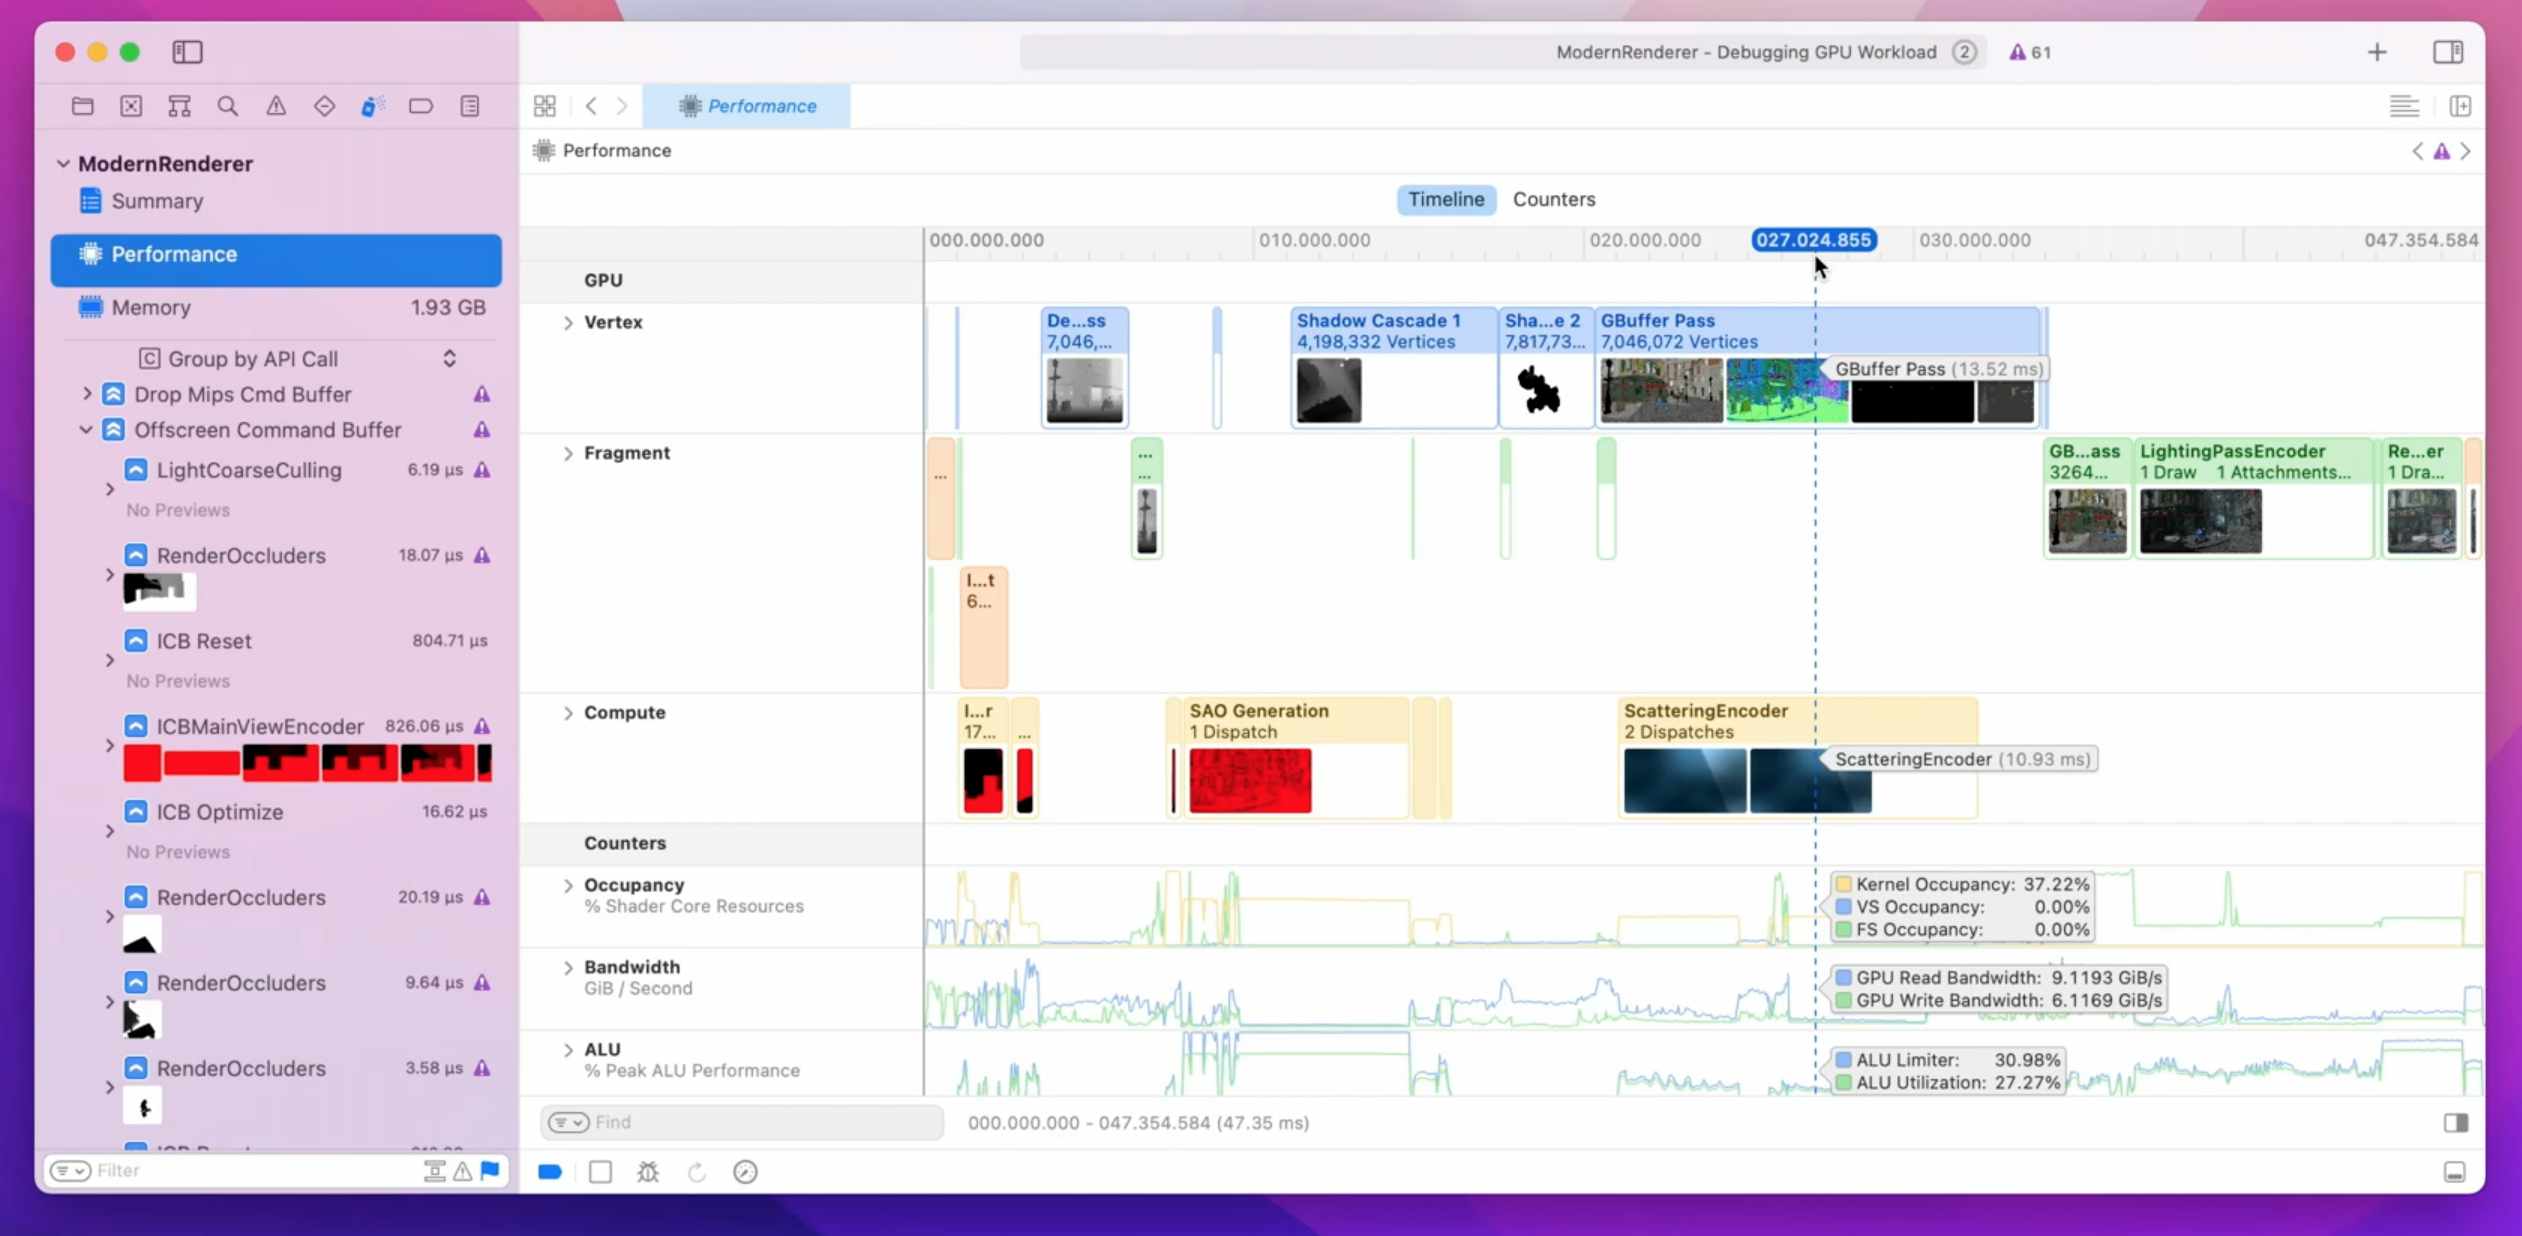 ModernRenderer - Debugging GPU Workload 2 61
Performance
ModernRenderer
Summary
Performance
Memory 1.93 GB
Group by API Call
Drop Mips Cmd Buffer
Offscreen Command Buffer
LightCoarseCulling 6.19 µs
No Previews
RenderOccluders 18.07 µs
ICB Reset 804.71 µs
No Previews
ICBMainViewEncoder 826.06 µs
ICB Optimize 16.62 µs
No Previews
RenderOccluders 20.19 µs
RenderOccluders 9.64 µs
RenderOccluders 3.58 µs
Filter
Performance
Timeline Counters
000.000.000 010.000.000 020.000.000 027.024.855 030.000.000 047.354.584
GPU
Vertex
De...ss
7,046,...
Shadow Cascade 1
4,198,332 Vertices
Sha...e 2
7,817,73...
GBuffer Pass
7,046,072 Vertices
GBuffer Pass (13.52 ms)
Fragment
...
...
...
GB...ass
3264...
LightingPassEncoder
1 Draw 1 Attachments...
Re...er
1 Dra...
I...t
6...
Compute
I...r
17...
...
SAO Generation
1 Dispatch
ScatteringEncoder
2 Dispatches
ScatteringEncoder (10.93 ms)
Counters
Occupancy
% Shader Core Resources
Kernel Occupancy: 37.22%
VS Occupancy: 0.00%
FS Occupancy: 0.00%
Bandwidth
GiB / Second
GPU Read Bandwidth: 9.1193 GiB/s
GPU Write Bandwidth: 6.1169 GiB/s
ALU
% Peak ALU Performance
ALU Limiter: 30.98%
ALU Utilization: 27.27%
Find
000.000.000 - 047.354.584 (47.35 ms)